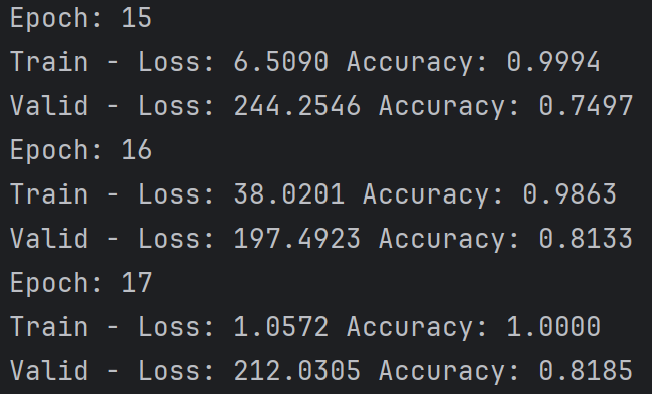 Epoch: 15
Train - Loss: 6.5090 Accuracy: 0.9994
Valid - Loss: 244.2546 Accuracy: 0.7497
Epoch: 16
Train - Loss: 38.0201 Accuracy: 0.9863
Valid - Loss: 197.4923 Accuracy: 0.8133
Epoch: 17
Train - Loss: 1.0572 Accuracy: 1.0000
Valid - Loss: 212.0305 Accuracy: 0.8185